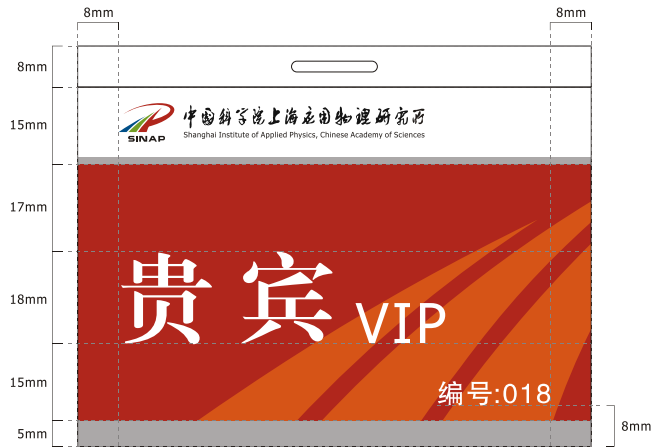 8mm
8mm
8mm
15mm
中国科学院上海应用物理研究所
Shanghai Institute of Applied Physics, Chinese Academy of Sciences
SINAP
17mm
18mm
贵宾 VIP
15mm
编号:018
5mm
8mm